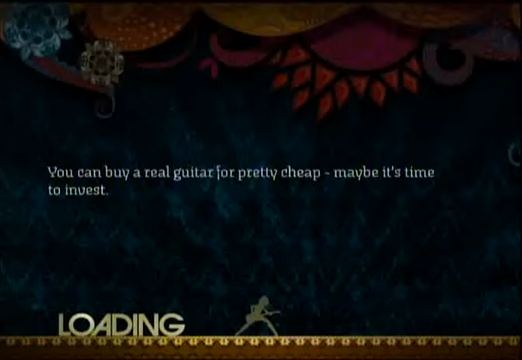 You can buy a real guitar for pretty cheap - maybe it's time
to invest.
LOADING